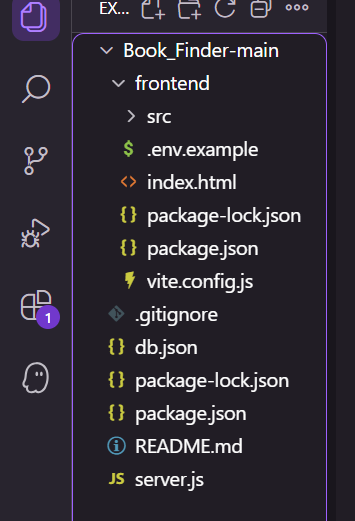 EX...
Book_Finder-main
frontend
src
$ .env.example
<> index.html
{} package-lock.json
{} package.json
vite.config.js
.gitignore
{} db.json
{} package-lock.json
{} package.json
README.md
JS server.js
1